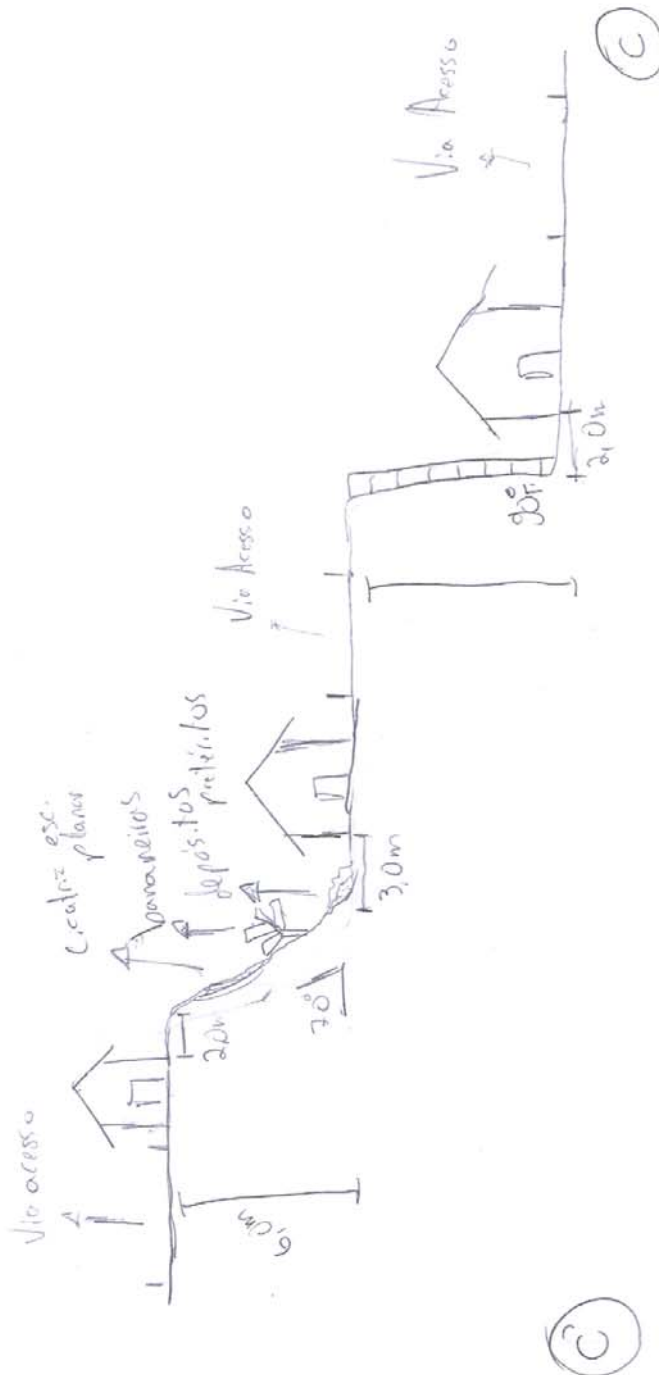 Via acesso
Cicatriz esc.
planar
bananeiros
depósitos
pretéritos
Via Acesso
Via Acesso
6,0m
2,0m
70°
3,0m
90°
2,0m
C'
C